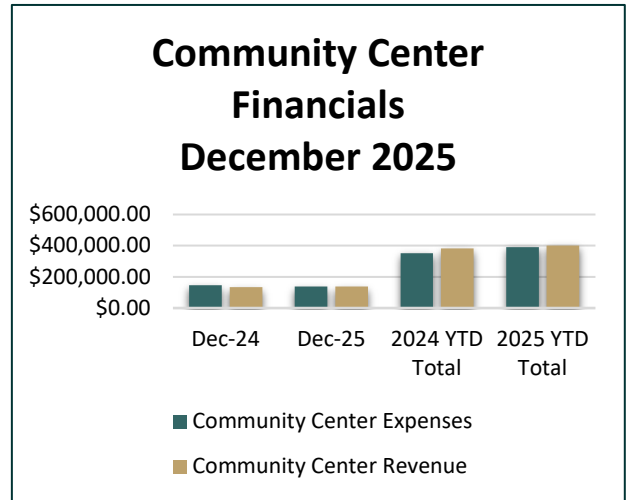 Community Center
Financials
December 2025
$600,000.00
$400,000.00
$200,000.00
$0.00
Dec-24 Dec-25 2024 YTD 2025 YTD
Total Total
Community Center Expenses
Community Center Revenue